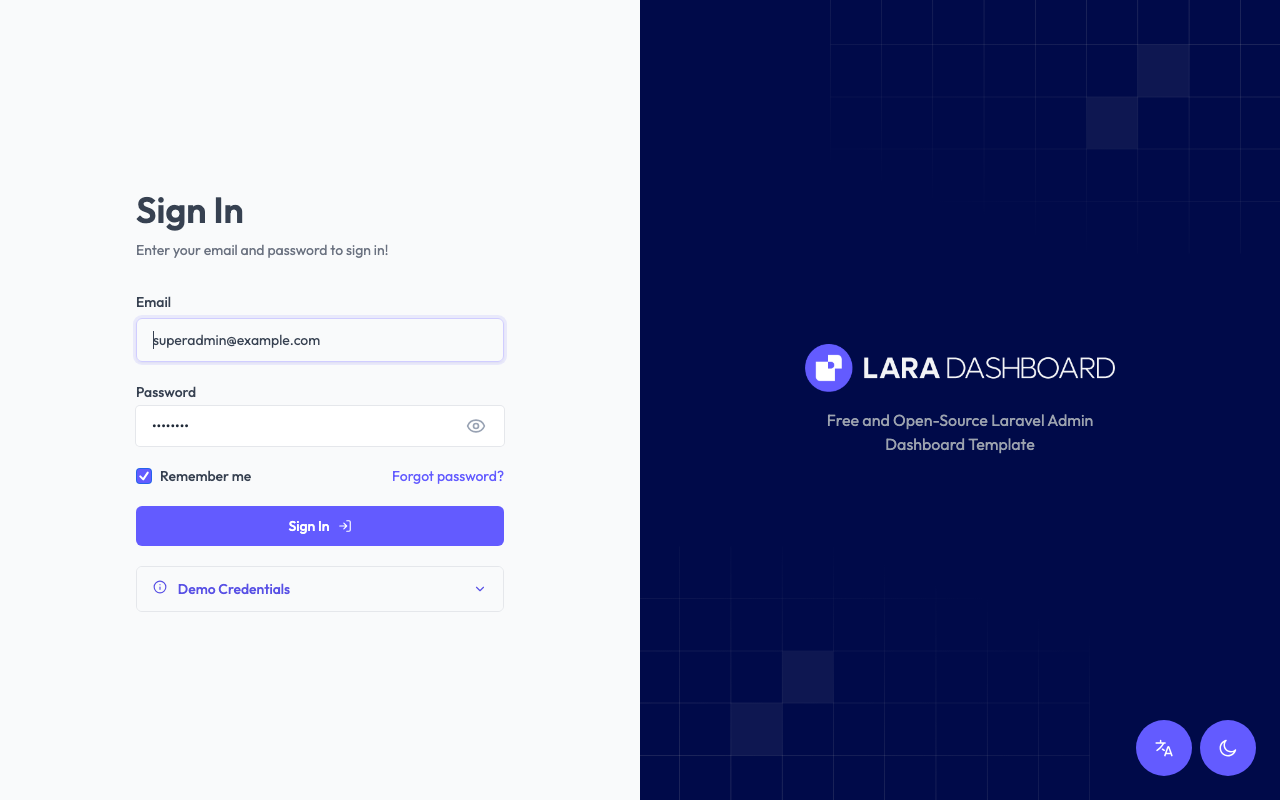 Sign In
Enter your email and password to sign in!
Email
superadmin@example.com
Password
••••••••
Remember me
Forgot password?
Sign In
Demo Credentials
LARA DASHBOARD
Free and Open-Source Laravel Admin
Dashboard Template